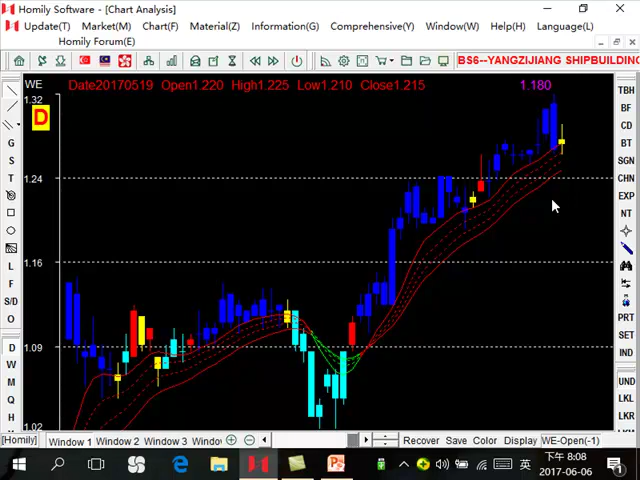 Homily Software - [Chart Analysis]
Update(T) Market(M) Chart(F) Material(Z) Information(G) Comprehensive(Y) Window(W) Help(H) Language(L)
Homily Forum(E)
BS6--YANGZIJIANG SHIPBUILDING
WE Date20170519 Open1.220 High1.225 Low1.210 Close1.215 1.180
1.32
D
1.24
1.16
1.09
1.02
G
S
T
L
F
S/D
O
D
W
M
Q
H
TBH
BF
CD
BT
SGN
CHN
EXP
NT
PRT
SET
IND
UND
LKL
LKR
[Homily] Window 1 Window 2 Window 3 Windo
Recover Save Color Display WE-Open(-1)
英 下午 8:08
2017-06-06
1